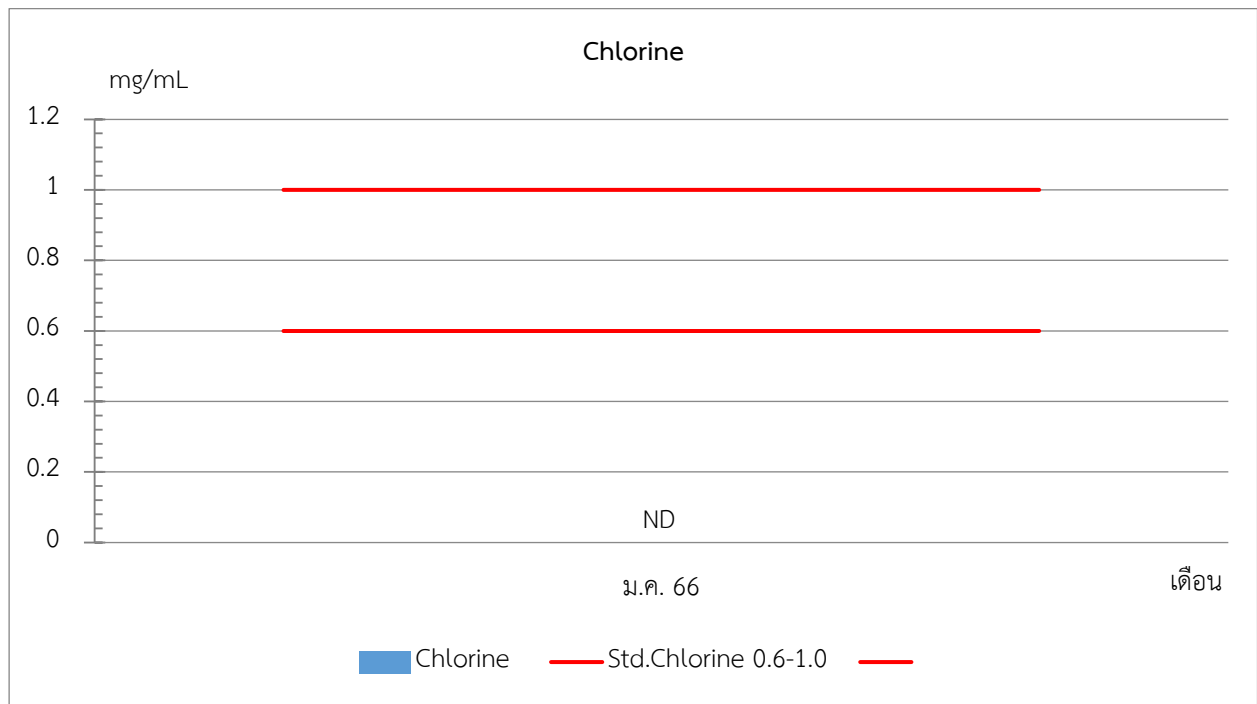 Chlorine
mg/mL
1.2
1
0.8
0.6
0.4
0.2
0
ND
ม.ค. 66
เดือน
Chlorine Std.Chlorine 0.6-1.0